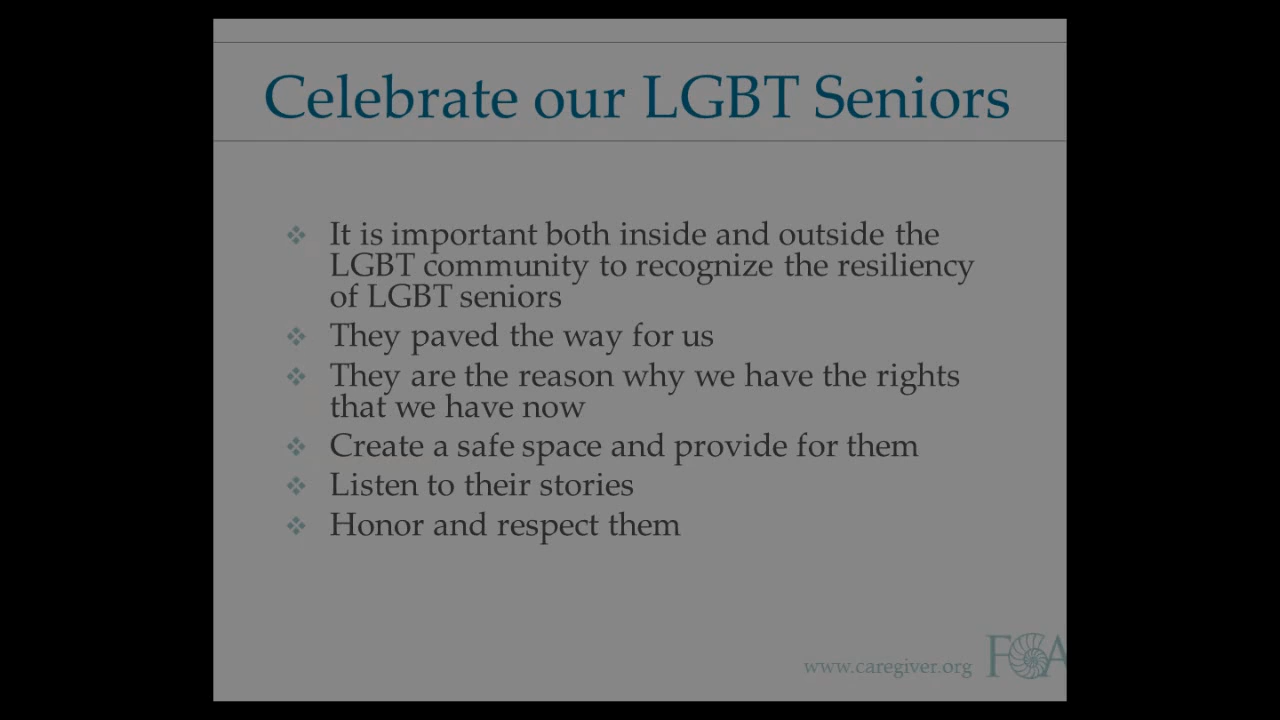 Celebrate our LGBT Seniors
It is important both inside and outside the
LGBT community to recognize the resiliency
of LGBT seniors
They paved the way for us
They are the reason why we have the rights
that we have now
Create a safe space and provide for them
Listen to their stories
Honor and respect them
www.caregiver.org
FCA